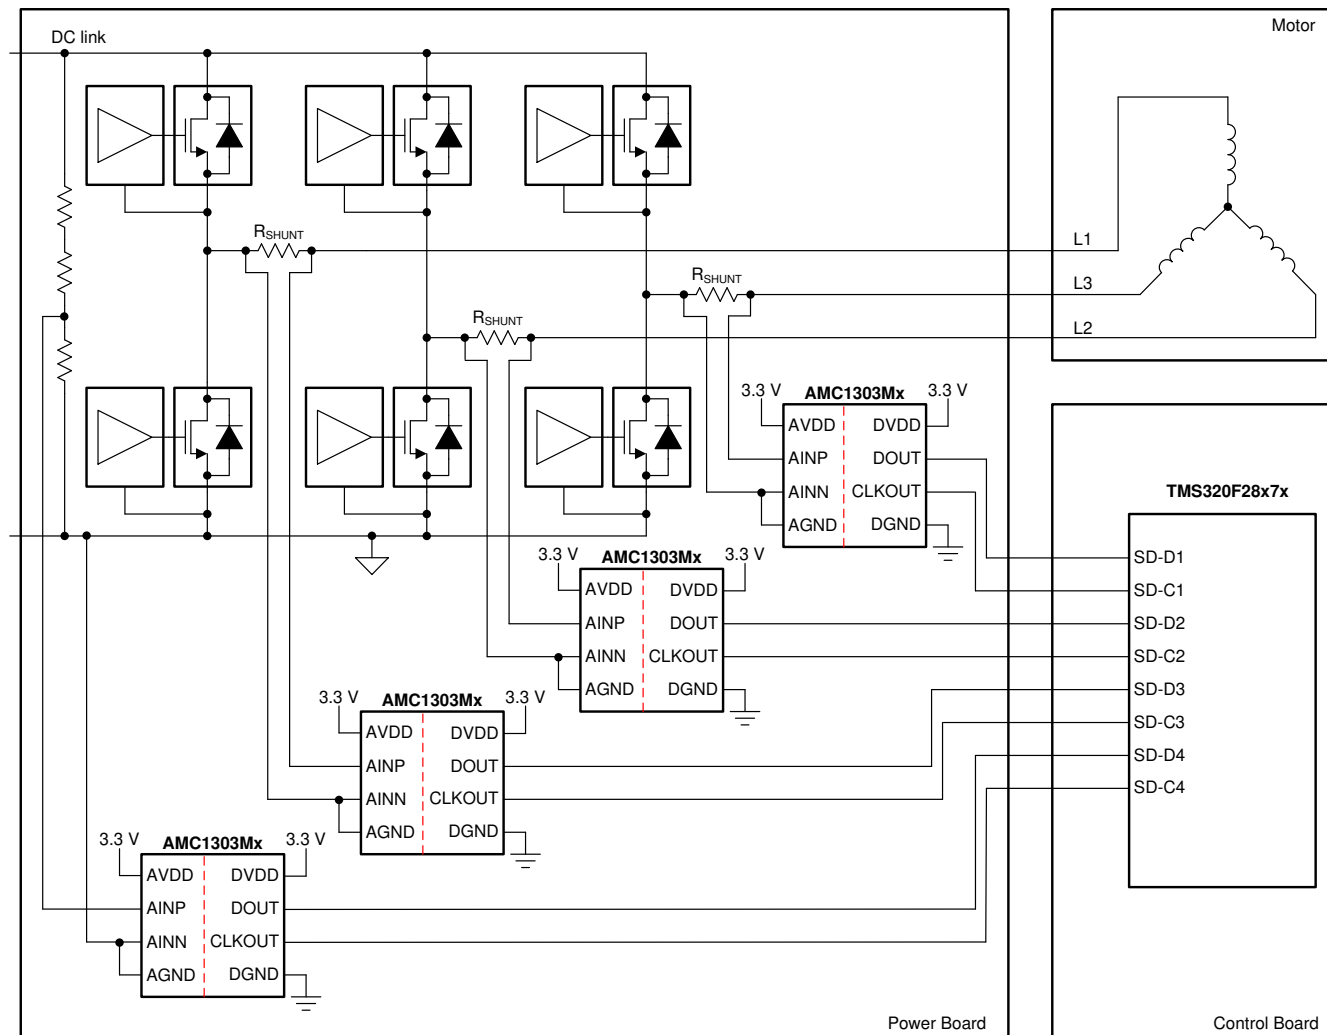 DC link
Motor
R_SHUNT
L1
R_SHUNT
L3
R_SHUNT
L2
3.3 V AMC1303Mx 3.3 V
AVDD DVDD
AINP DOUT
AINN CLKOUT
AGND DGND
TMS320F28x7x
SD-D1
SD-C1
SD-D2
SD-C2
SD-D3
SD-C3
SD-D4
SD-C4
3.3 V AMC1303Mx 3.3 V
AVDD DVDD
AINP DOUT
AINN CLKOUT
AGND DGND
3.3 V AMC1303Mx 3.3 V
AVDD DVDD
AINP DOUT
AINN CLKOUT
AGND DGND
3.3 V AMC1303Mx 3.3 V
AVDD DVDD
AINP DOUT
AINN CLKOUT
AGND DGND
Power Board
Control Board